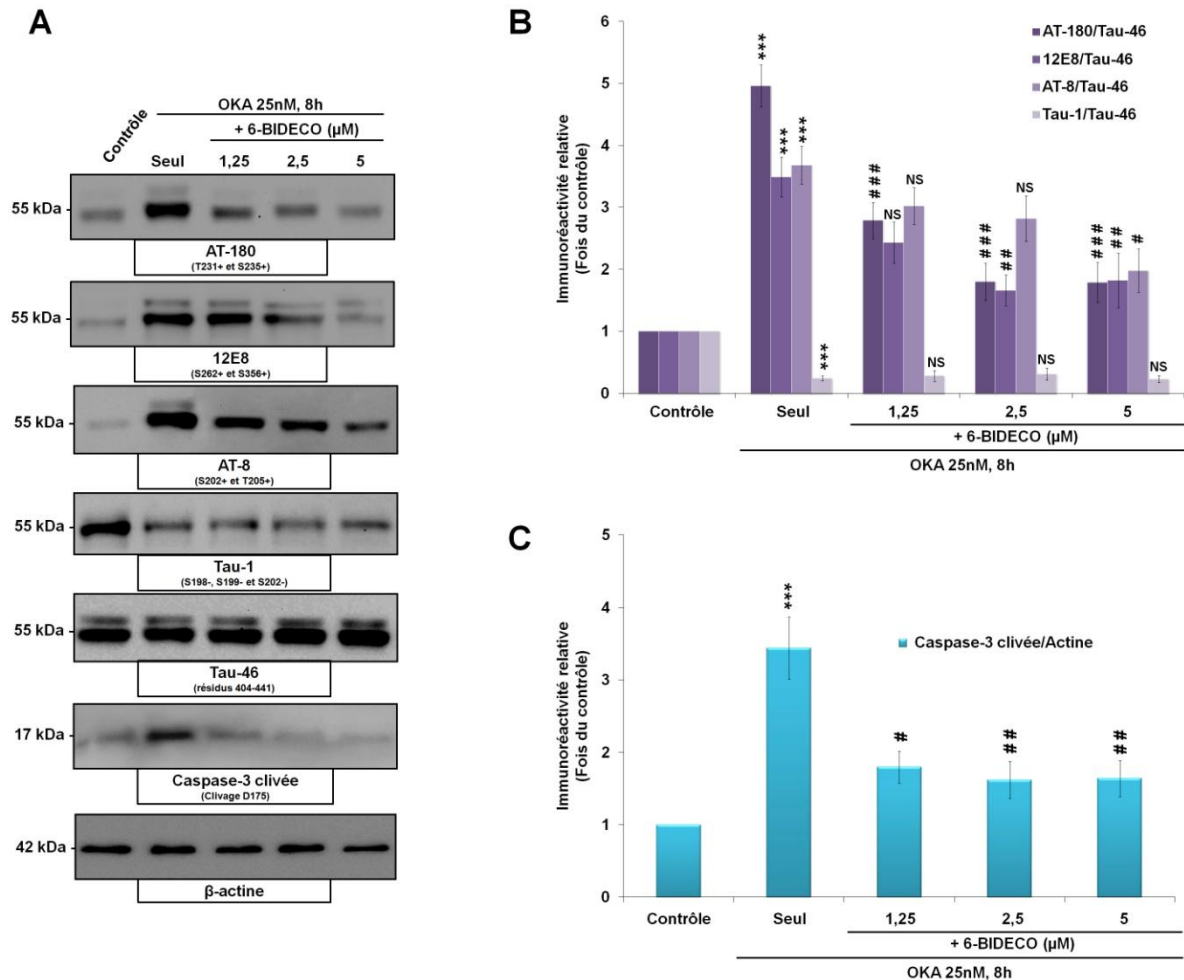 A
Contrôle
OKA 25nM, 8h
+ 6-BIDECO (µM)
Seul 1,25 2,5 5
55 kDa
AT-180
(T231+ et S235+)
55 kDa
12E8
(S262+ et S356+)
55 kDa
AT-8
(S202+ et T205+)
55 kDa
Tau-1
(S198-, S199- et S202-)
55 kDa
Tau-46
(résidus 404-441)
17 kDa
Caspase-3 clivée
(Clivage D175)
42 kDa
β-actine
B
Immunoréactivité relative
(Fois du contrôle)
6
5
4
3
2
1
0
AT-180/Tau-46
12E8/Tau-46
AT-8/Tau-46
Tau-1/Tau-46
*** *** *** ***
### NS NS NS
### ## NS NS
### ## # NS
Contrôle Seul 1,25 2,5 5
+ 6-BIDECO (µM)
OKA 25nM, 8h
C
Immunoréactivité relative
(Fois du contrôle)
5
4
3
2
1
0
Caspase-3 clivée/Actine
*** # ## ##
Contrôle Seul 1,25 2,5 5
+ 6-BIDECO (µM)
OKA 25nM, 8h